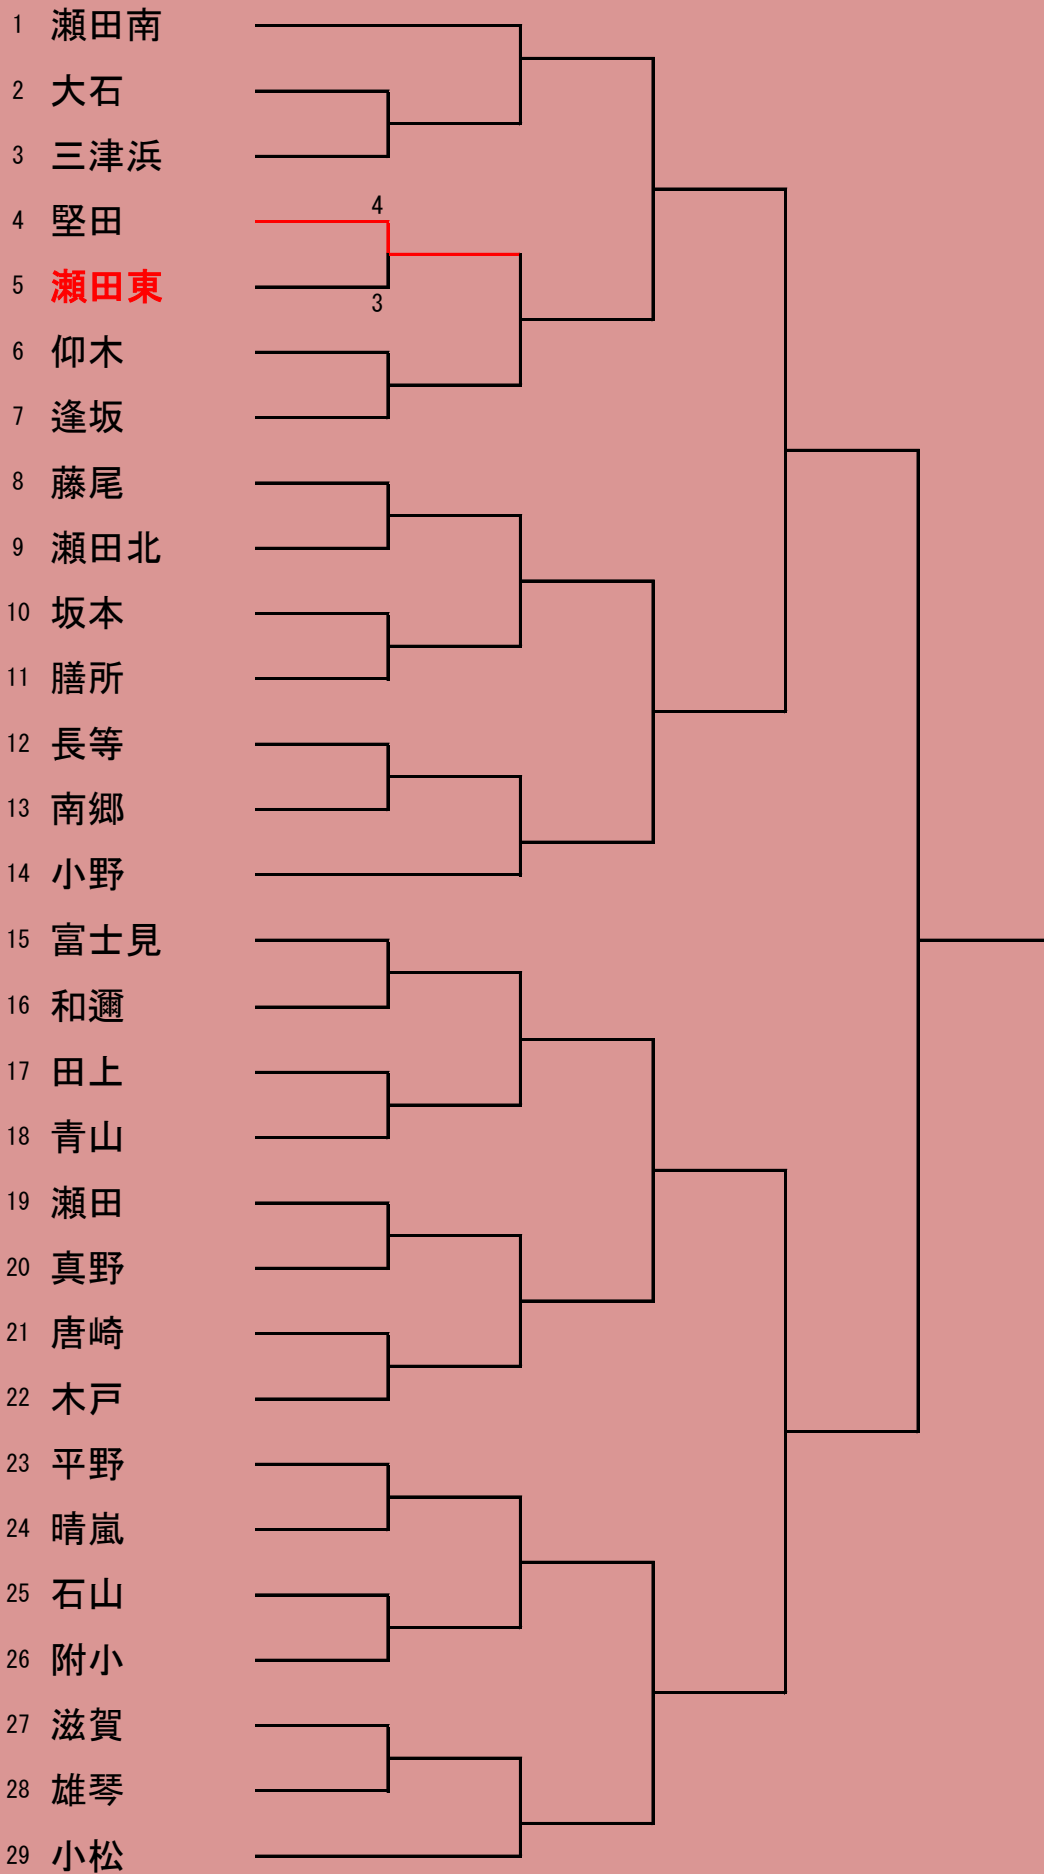 1 瀬田南
2 大石
3 三津浜
4 堅田 4
5 瀬田東 3
6 仰木
7 逢坂
8 藤尾
9 瀬田北
10 坂本
11 膳所
12 長等
13 南郷
14 小野
15 富士見
16 和邇
17 田上
18 青山
19 瀬田
20 真野
21 唐崎
22 木戸
23 平野
24 晴嵐
25 石山
26 附小
27 滋賀
28 雄琴
29 小松